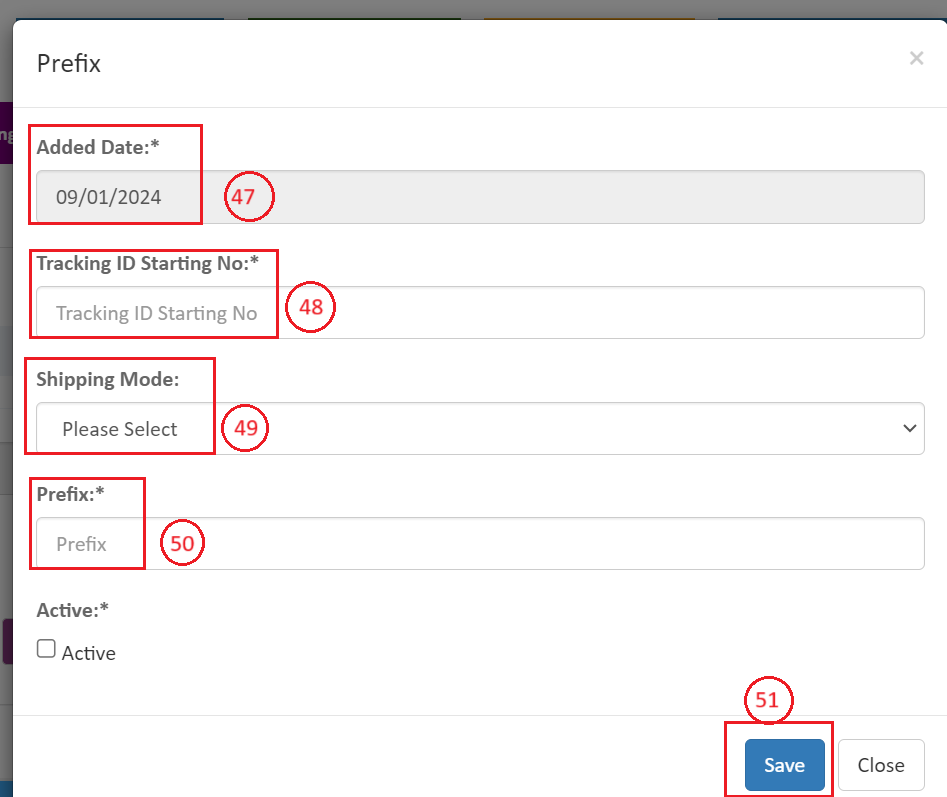 Prefix
×
ng
Added Date:*
09/01/2024
47
Tracking ID Starting No:*
Tracking ID Starting No
48
Shipping Mode:
Please Select
49
Prefix:*
Prefix
50
Active:*
Active
51
Save
Close